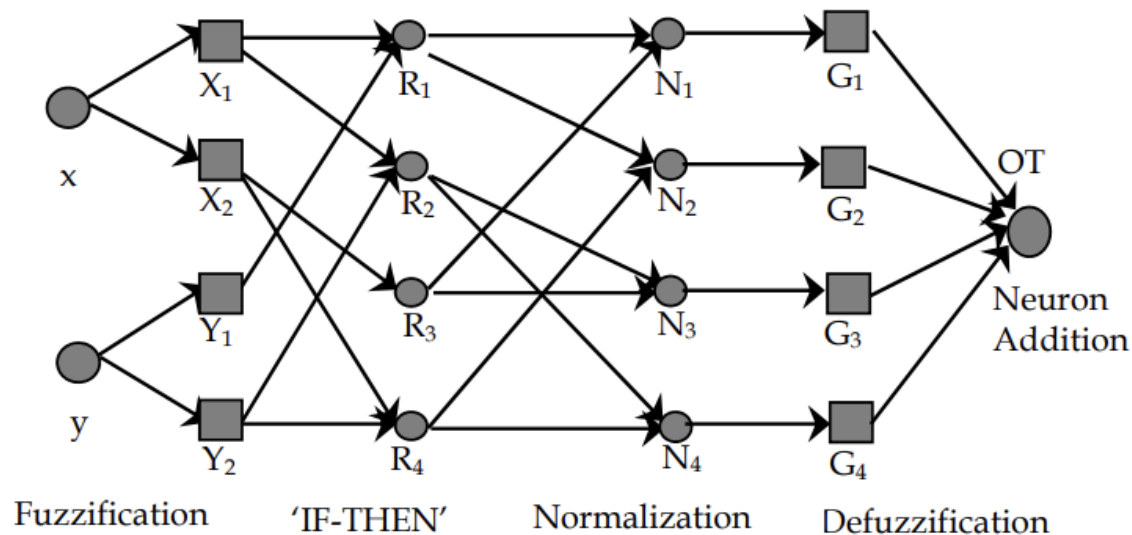 x
y
X₁
X₂
Y₁
Y₂
R₁
R₂
R₃
R₄
N₁
N₂
N₃
N₄
G₁
G₂
G₃
G₄
OT
Neuron
Addition
Fuzzification
'IF-THEN'
Normalization
Defuzzification